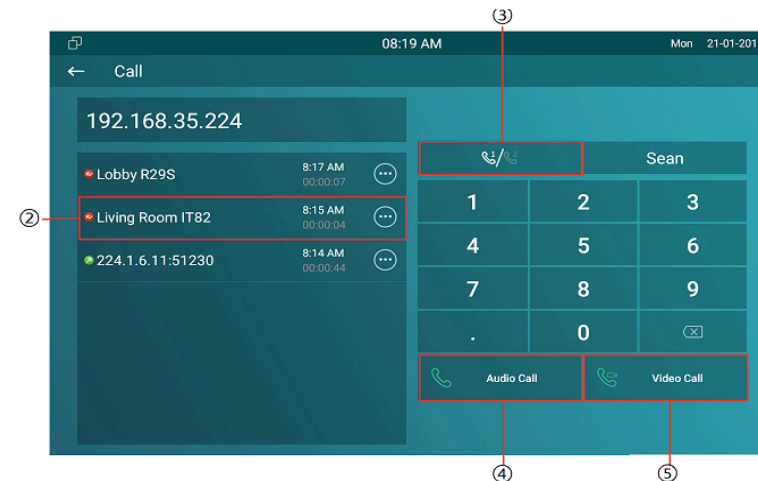 ③
08:19 AM Mon 21-01-201
← Call
192.168.35.224
1/2 Sean
Lobby R29S 8:17 AM
00:00:07
② Living Room IT82 8:15 AM
00:00:04
224.1.6.11:51230 8:14 AM
00:00:44
1 2 3
4 5 6
7 8 9
. 0
Audio Call Video Call
④ ⑤